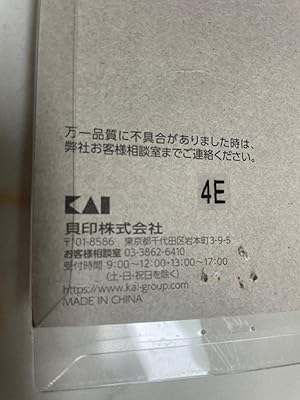 万一品質に不具合がありました時は、
弊社お客様相談室までご連絡ください。
4E
KAI
貝印株式会社
〒101-8586 東京都千代田区岩本町3-9-5
お客様相談室 03-3862-6410
受付時間 9:00〜12:00・13:00〜17:00
(土・日・祝日を除く)
https://www.kai-group.com/
MADE IN CHINA